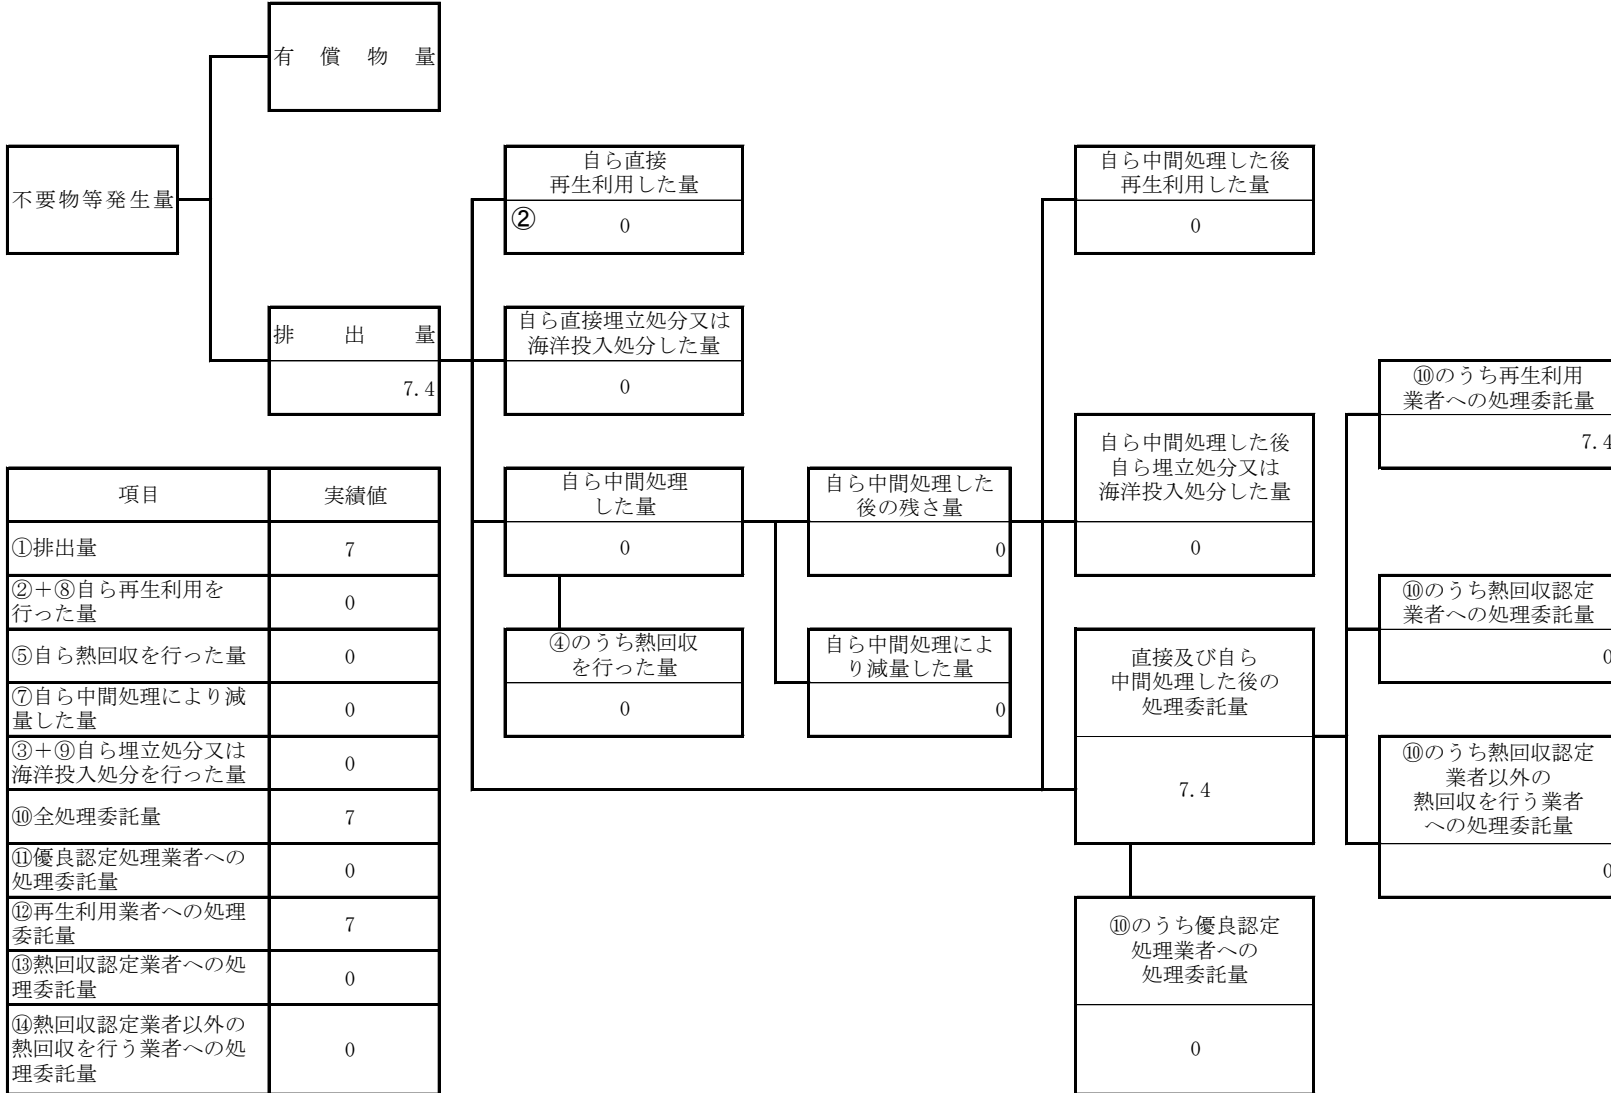 有償物量
不要物等発生量
自ら直接
再生利用した量
②
0
自ら中間処理した後
再生利用した量
0
排出量
7.4
自ら直接埋立処分又は
海洋投入処分した量
0
⑩のうち再生利用
業者への処理委託量
7.4
自ら中間処理
した量
0
自ら中間処理した
後の残さ量
0
自ら中間処理した後
自ら埋立処分又は
海洋投入処分した量
0
⑩のうち熱回収認定
業者への処理委託量
0
④のうち熱回収
を行った量
0
自ら中間処理によ
り減量した量
0
直接及び自ら
中間処理した後の
処理委託量
7.4
⑩のうち熱回収認定
業者以外の
熱回収を行う業者
への処理委託量
0
⑩のうち優良認定
処理業者への
処理委託量
0
項目 実績値
①排出量 7
②＋⑧自ら再生利用を
行った量 0
⑤自ら熱回収を行った量 0
⑦自ら中間処理により減
量した量 0
③＋⑨自ら埋立処分又は
海洋投入処分を行った量 0
⑩全処理委託量 7
⑪優良認定処理業者への
処理委託量 0
⑫再生利用業者への処理
委託量 7
⑬熱回収認定業者への処
理委託量 0
⑭熱回収認定業者以外の
熱回収を行う業者への処
理委託量 0